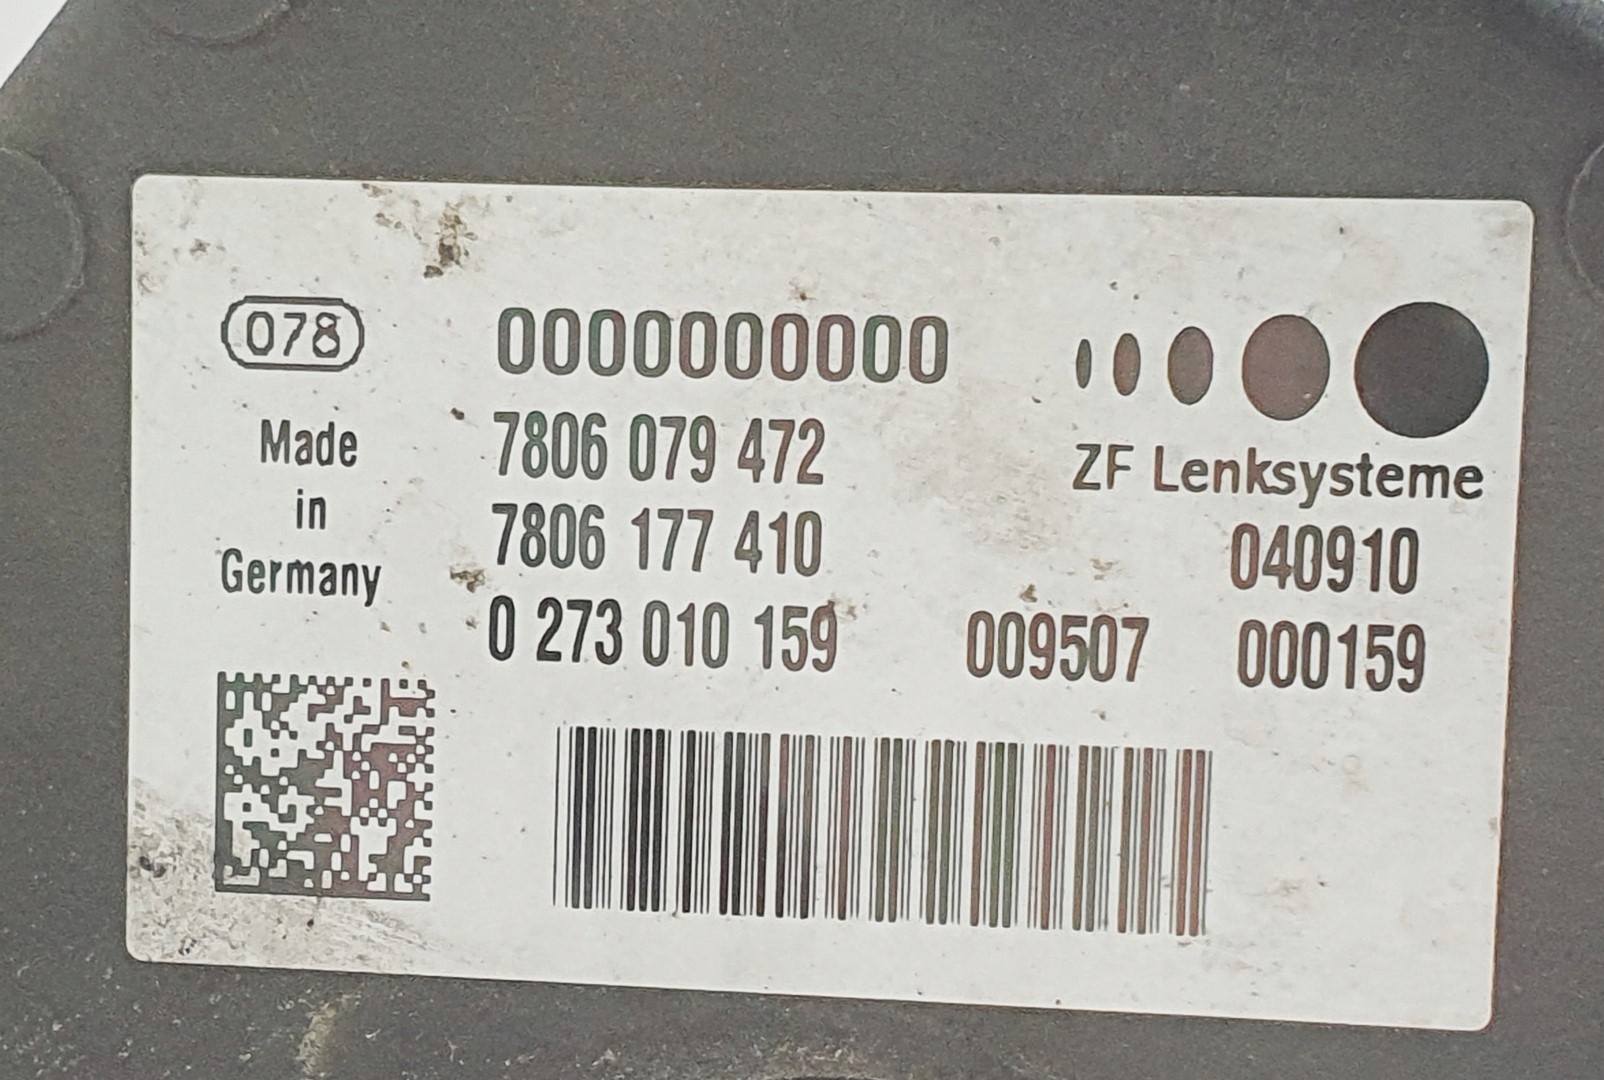 078
Made
in
Germany
0000000000
7806 079 472
7806 177 410
0 273 010 159
009507
ZF Lenksysteme
040910
000159